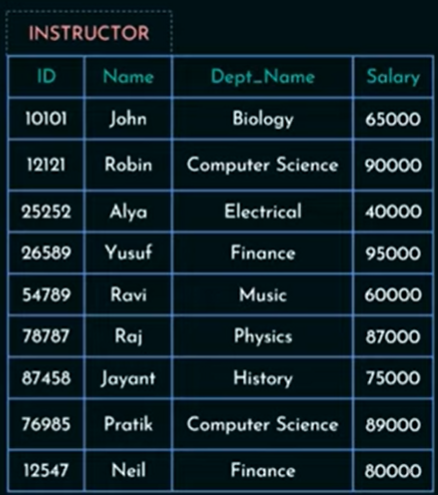 INSTRUCTOR
ID Name Dept_Name Salary
10101 John Biology 65000
12121 Robin Computer Science 90000
25252 Alya Electrical 40000
26589 Yusuf Finance 95000
54789 Ravi Music 60000
78787 Raj Physics 87000
87458 Jayant History 75000
76985 Pratik Computer Science 89000
12547 Neil Finance 80000